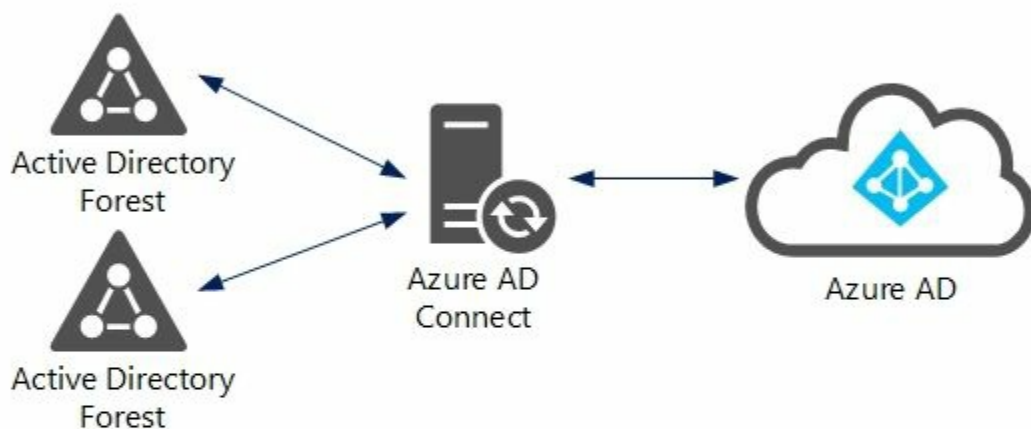 Active Directory
Forest
Active Directory
Forest
Azure AD
Connect
Azure AD